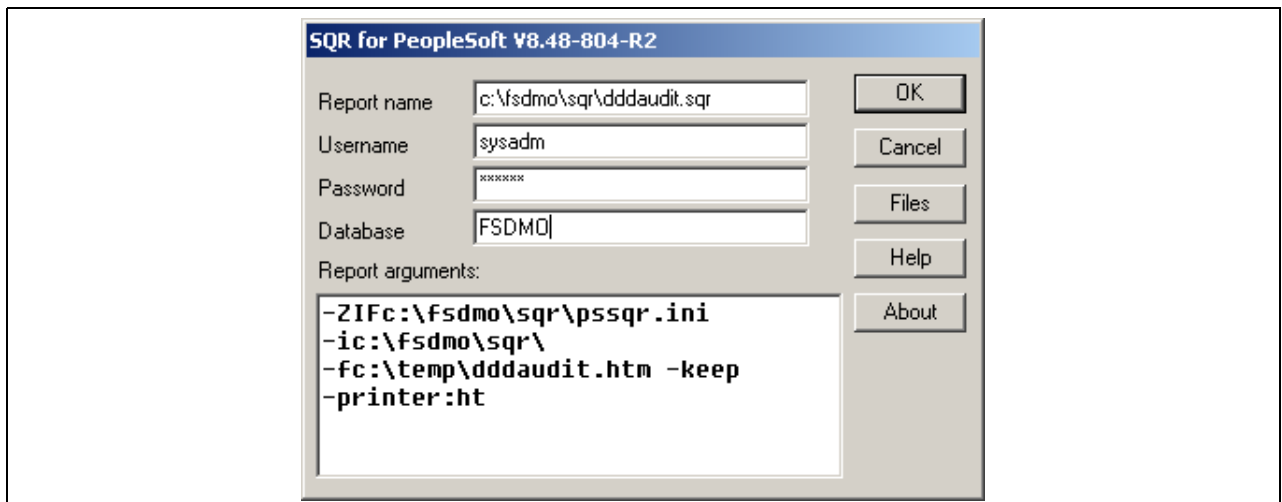 SQR for PeopleSoft V8.48-804-R2
Report name c:\fsdmo\sqr\dddaudit.sqr OK
Username sysadm Cancel
Password ******
Files
Database FSDMO
Help
Report arguments:
About
-ZIFc:\fsdmo\sqr\pssqr.ini
-ic:\fsdmo\sqr\
-fc:\temp\dddaudit.htm -keep
-printer:ht